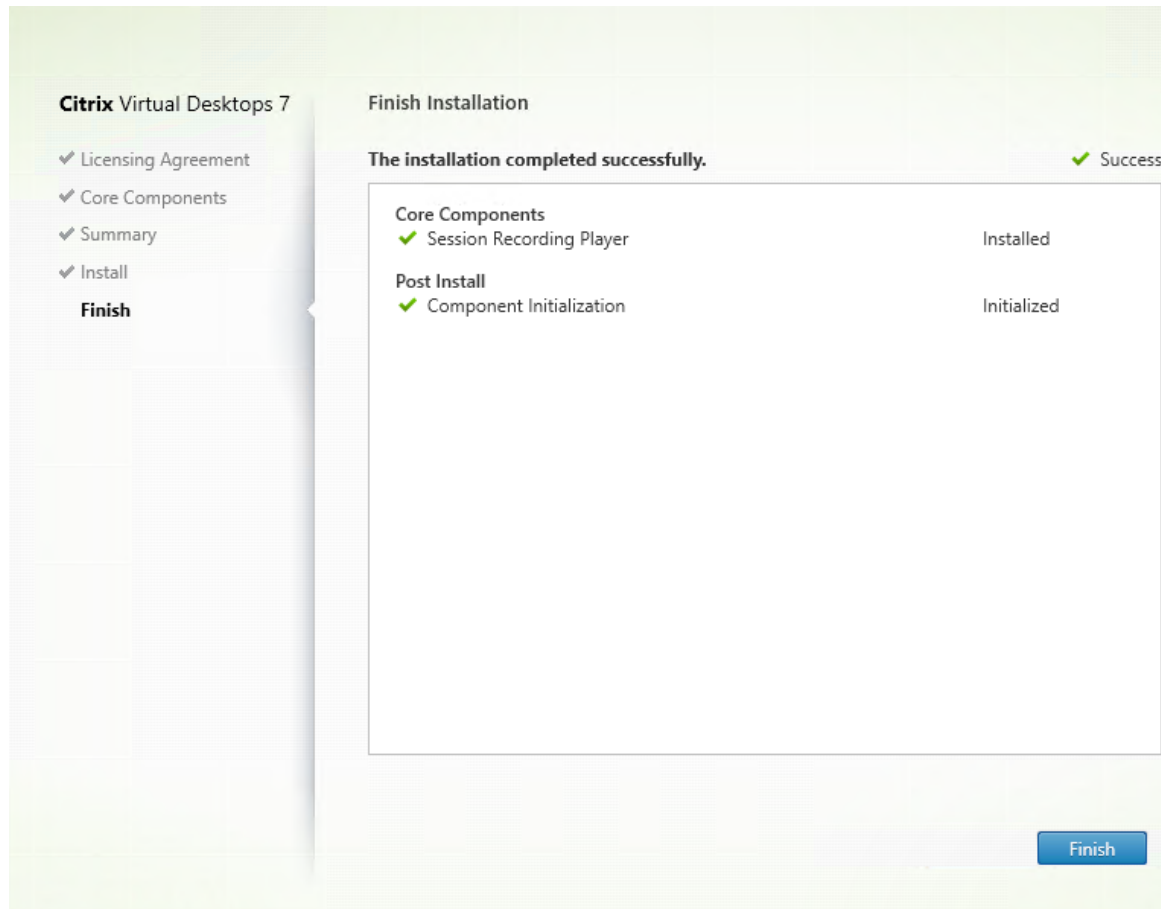 Citrix Virtual Desktops 7
Licensing Agreement
Core Components
Summary
Install
Finish
Finish Installation
The installation completed successfully.
Success
Core Components
Session Recording Player Installed
Post Install
Component Initialization Initialized
Finish